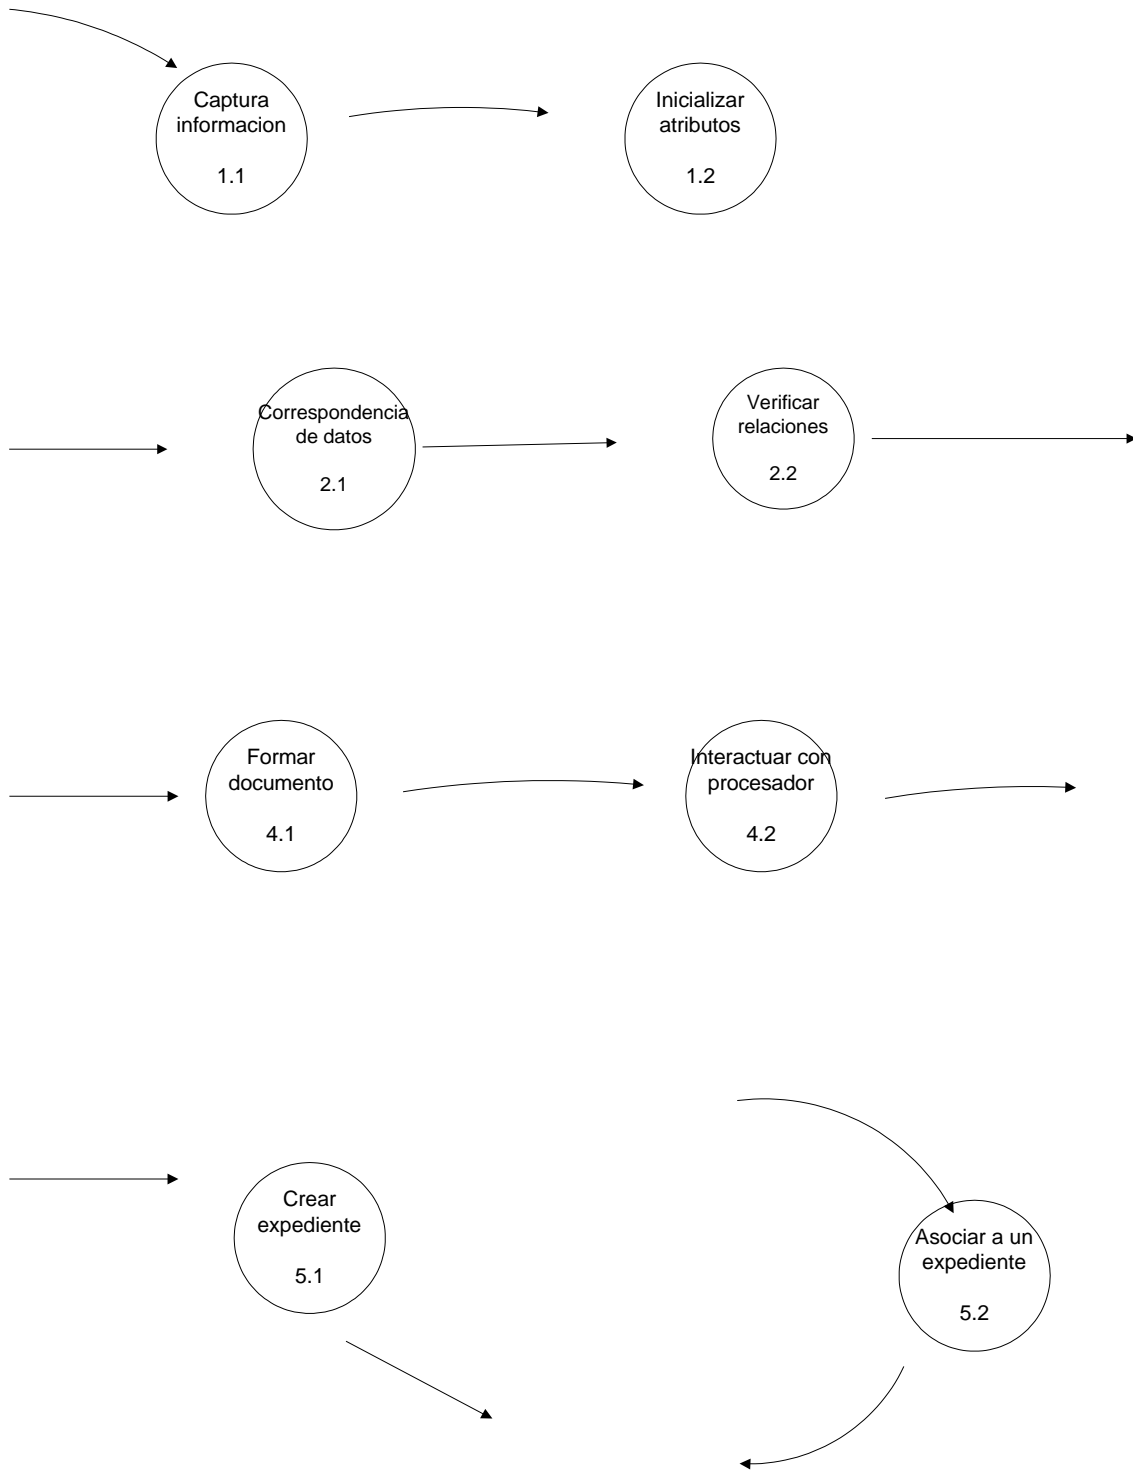 Captura
informacion
1.1
Inicializar
atributos
1.2
Correspondencia
de datos
2.1
Verificar
relaciones
2.2
Formar
documento
4.1
Interactuar con
procesador
4.2
Crear
expediente
5.1
Asociar a un
expediente
5.2